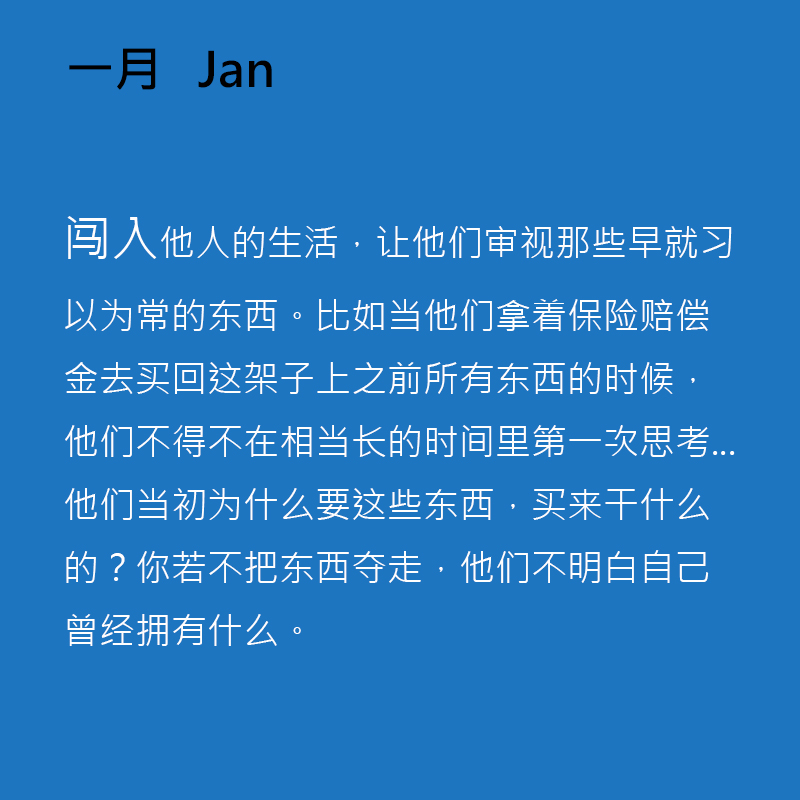 一月 Jan
闯入他人的生活，让他们审视那些早就习
以为常的东西。比如当他们拿着保险赔偿
金去买回这架子上之前所有东西的时候，
他们不得不在相当长的时间里第一次思考...
他们当初为什么要这些东西，买来干什么
的？你若不把东西夺走，他们不明白自己
曾经拥有什么。